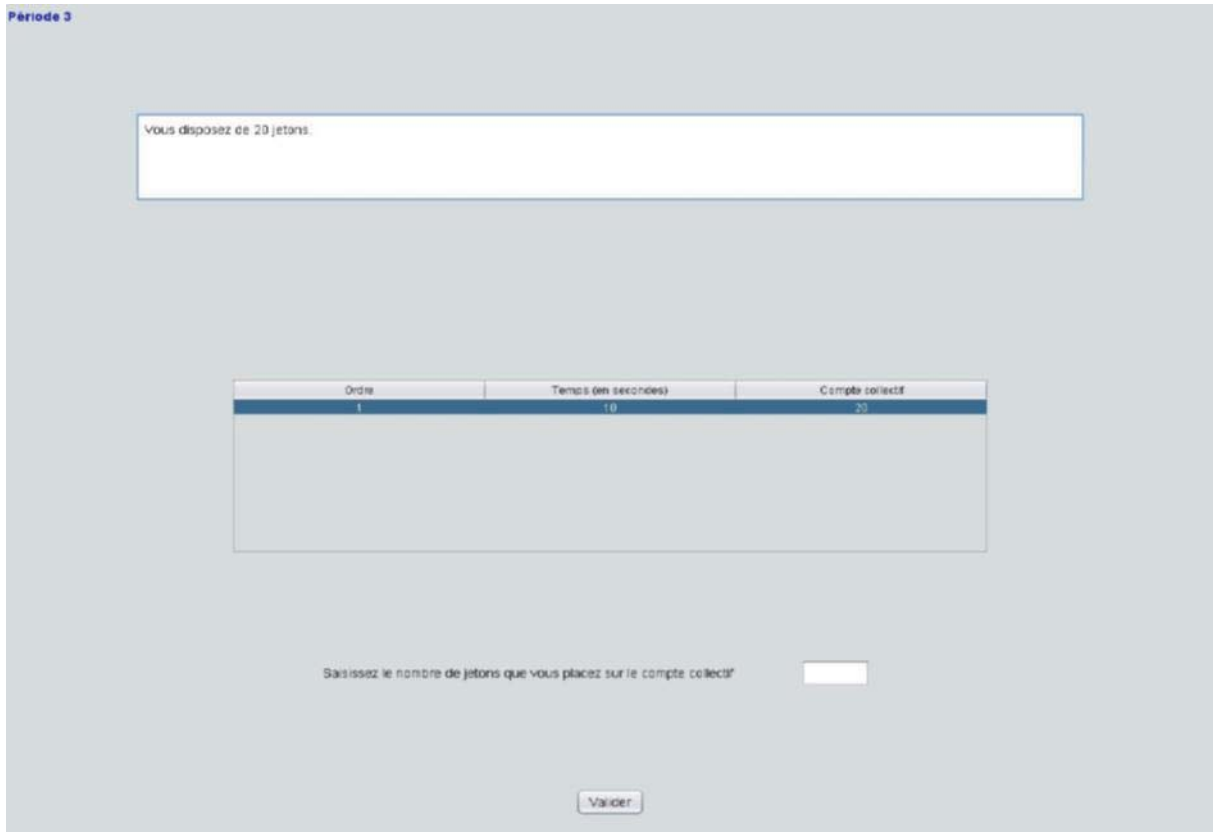 Période 3
Vous disposez de 20 jetons.
Ordre Temps (en secondes) Compte collectif
1 10 20
Saisissez le nombre de jetons que vous placez sur le compte collectif
Valider